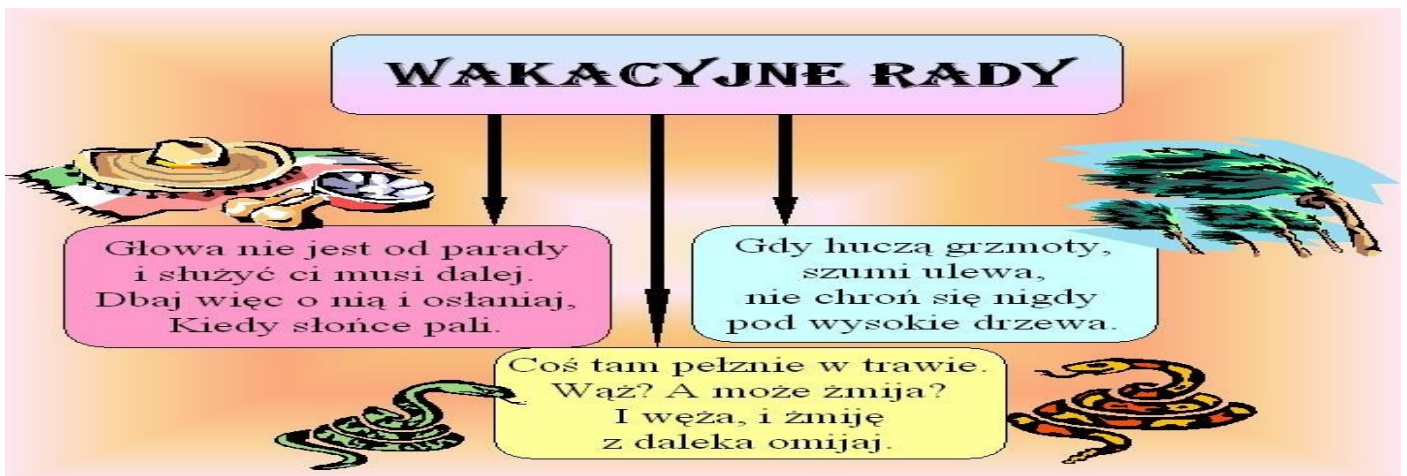 WAKACYJNE RADY
Głowa nie jest od parady
i służyć ci musi dalej.
Dbaj więc o nią i osłaniaj,
Kiedy słońce pali.
Gdy huczą grzmoty,
szumi ulewa,
nie chroń się nigdy
pod wysokie drzewa.
Coś tam pełznie w trawie.
Wąż? A może żmija?
I węża, i żmiję
z daleka omijaj.